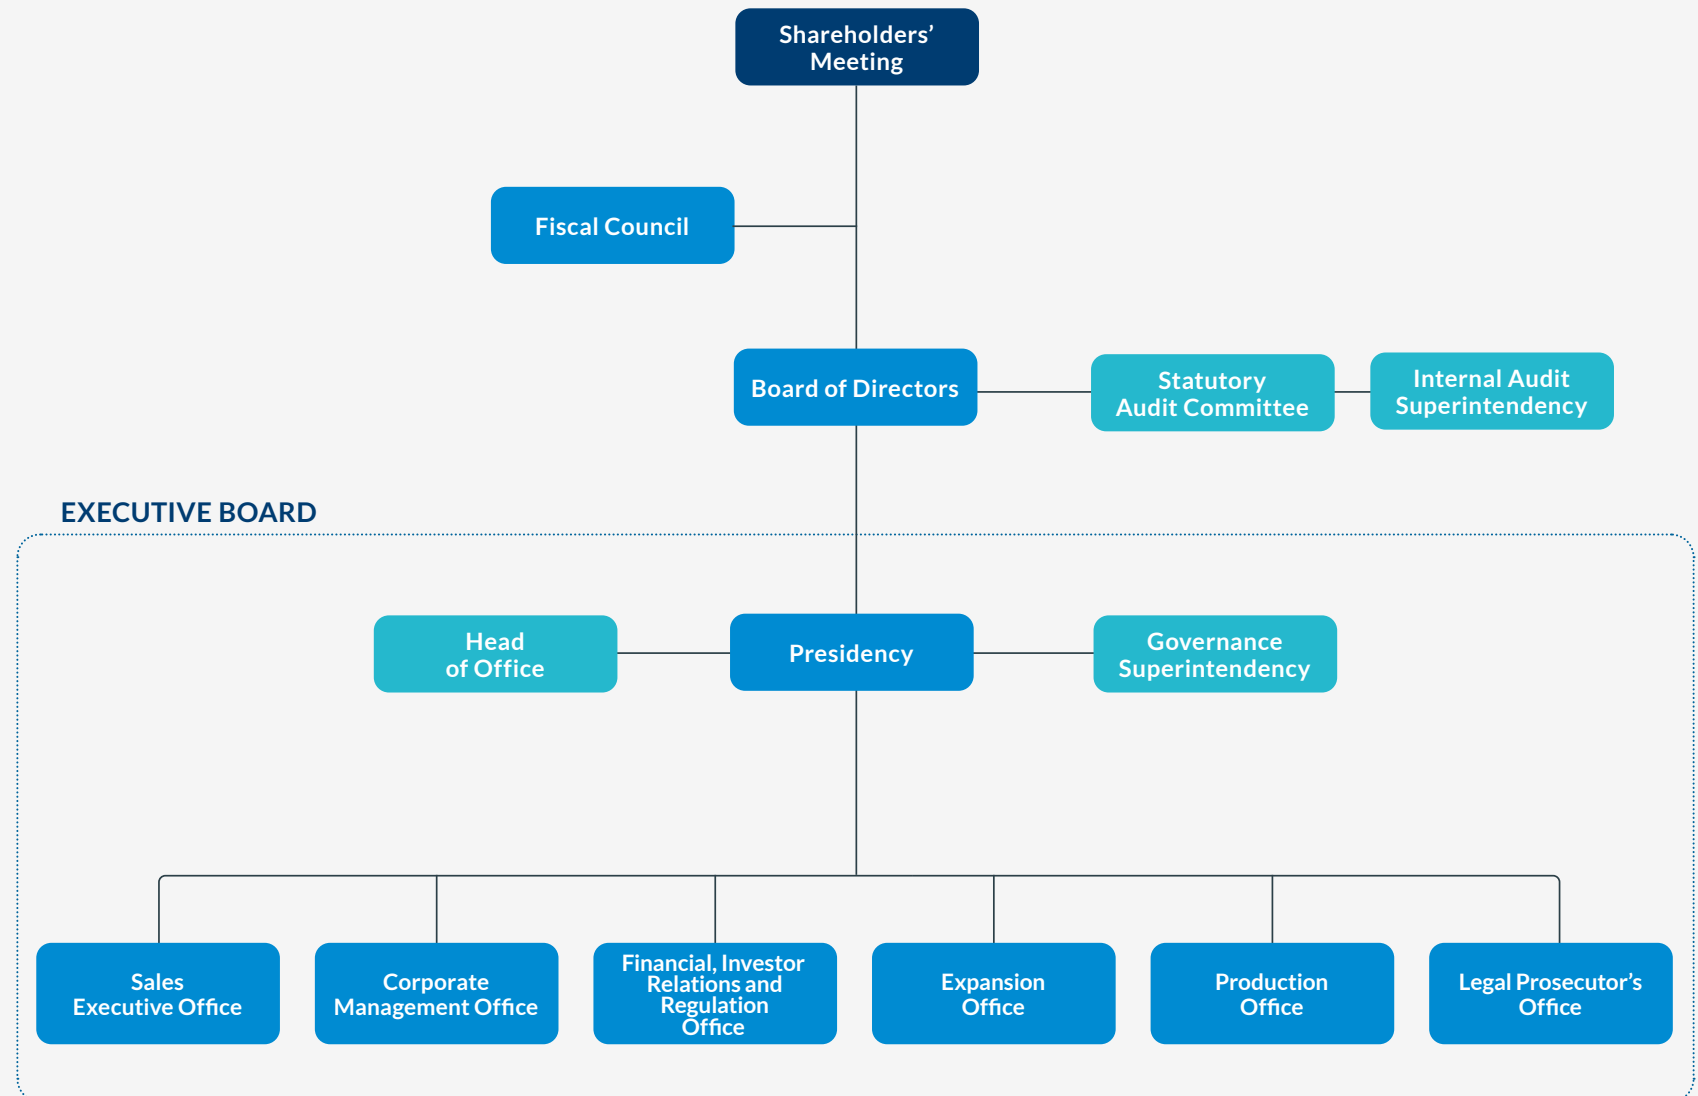 Shareholders’
Meeting
Fiscal Council
Board of Directors
Statutory
Audit Committee
Internal Audit
Superintendency
EXECUTIVE BOARD
Head
of Office
Presidency
Governance
Superintendency
Sales
Executive Office
Corporate
Management Office
Financial, Investor
Relations and
Regulation
Office
Expansion
Office
Production
Office
Legal Prosecutor’s
Office